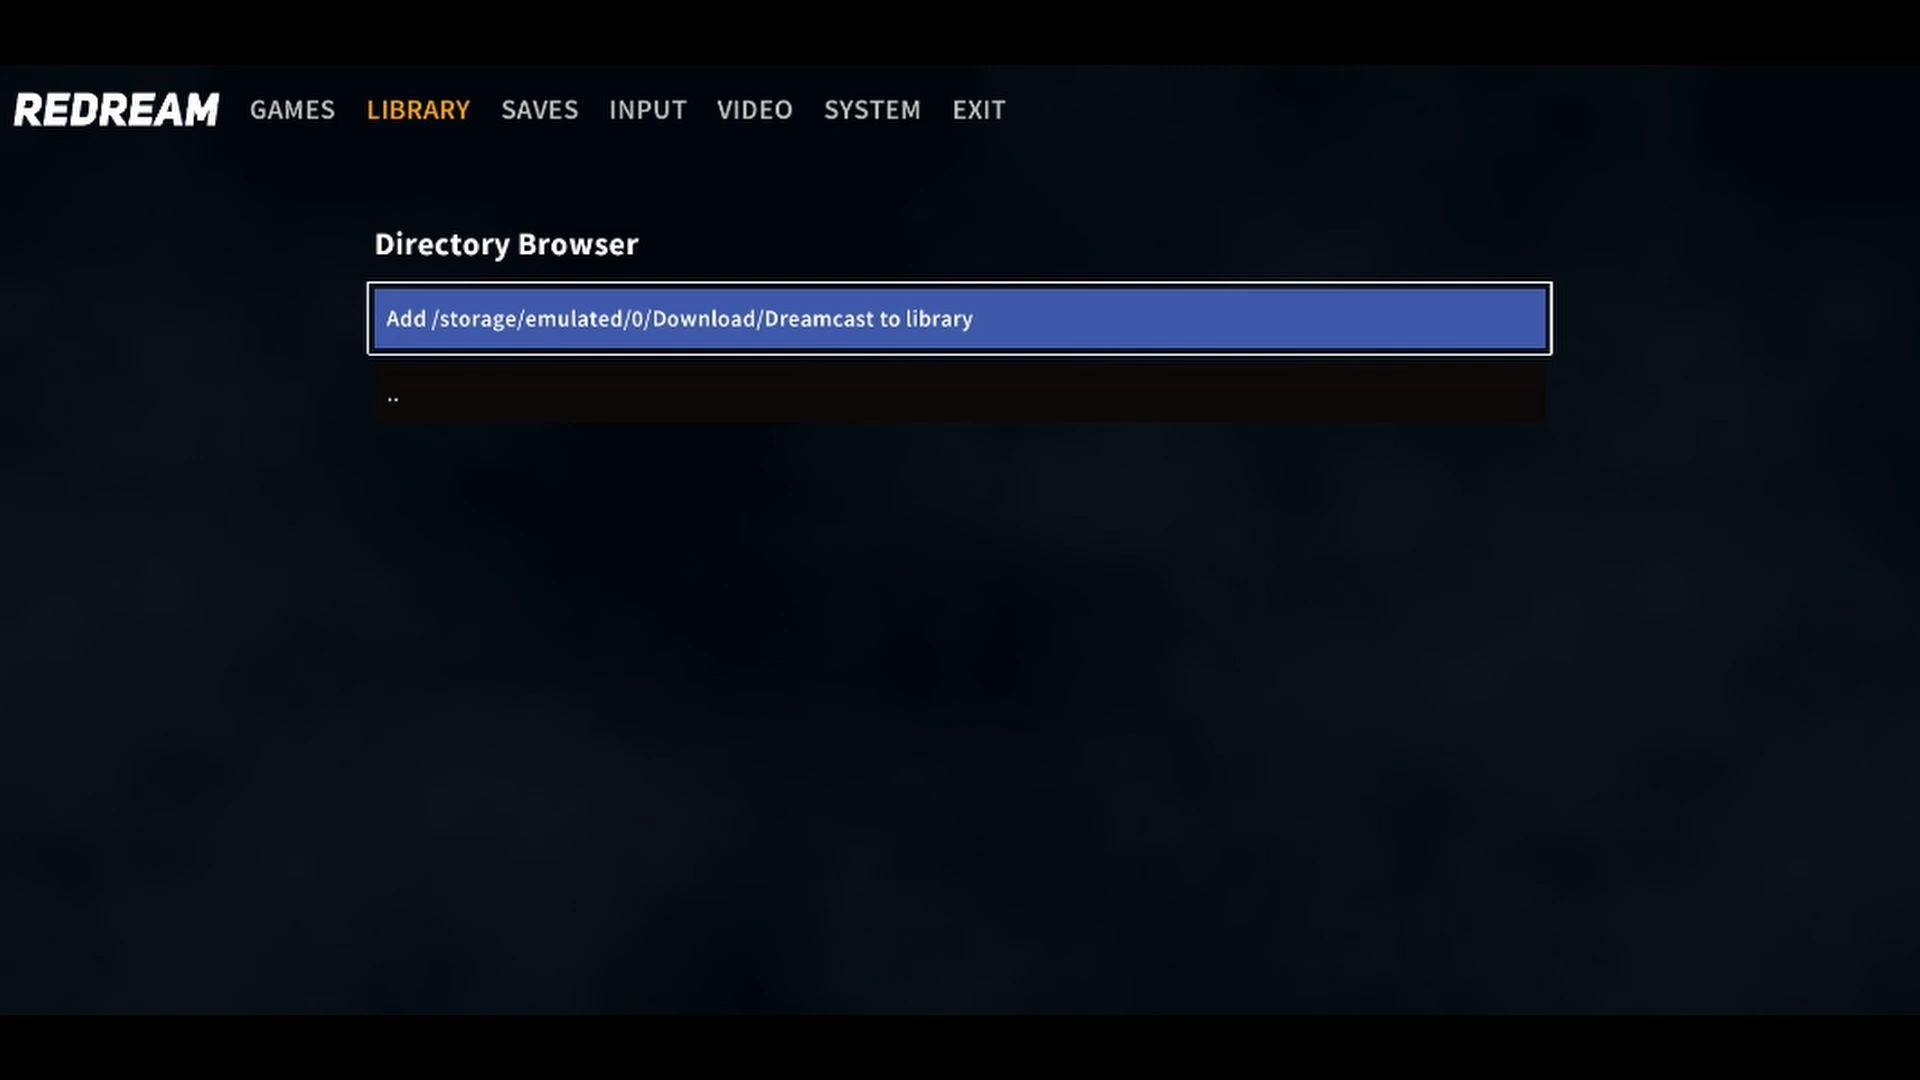 REDREAM GAMES LIBRARY SAVES INPUT VIDEO SYSTEM EXIT
Directory Browser
Add /storage/emulated/0/Download/Dreamcast to library
..